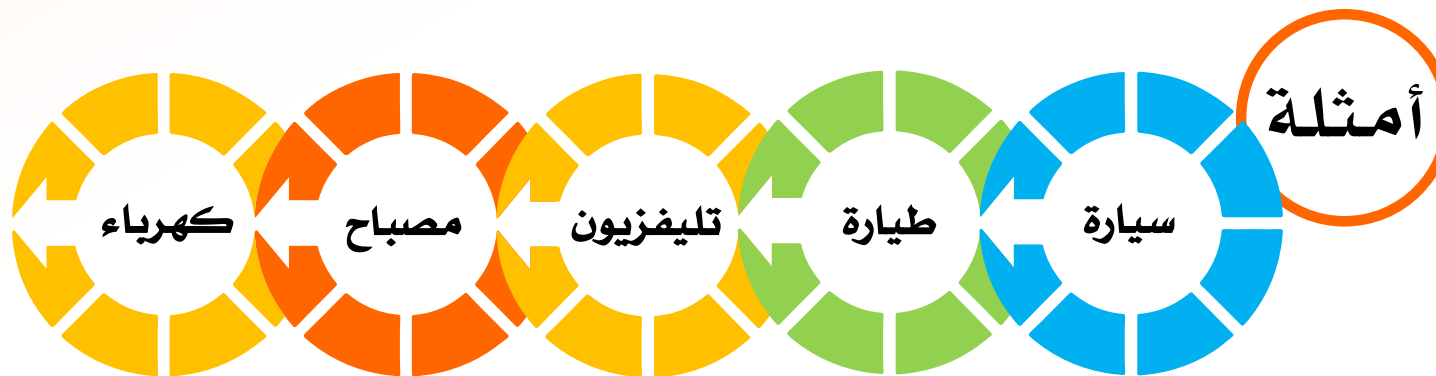 أمثلة
سيارة
طيارة
تليفزيون
مصباح
كهرباء